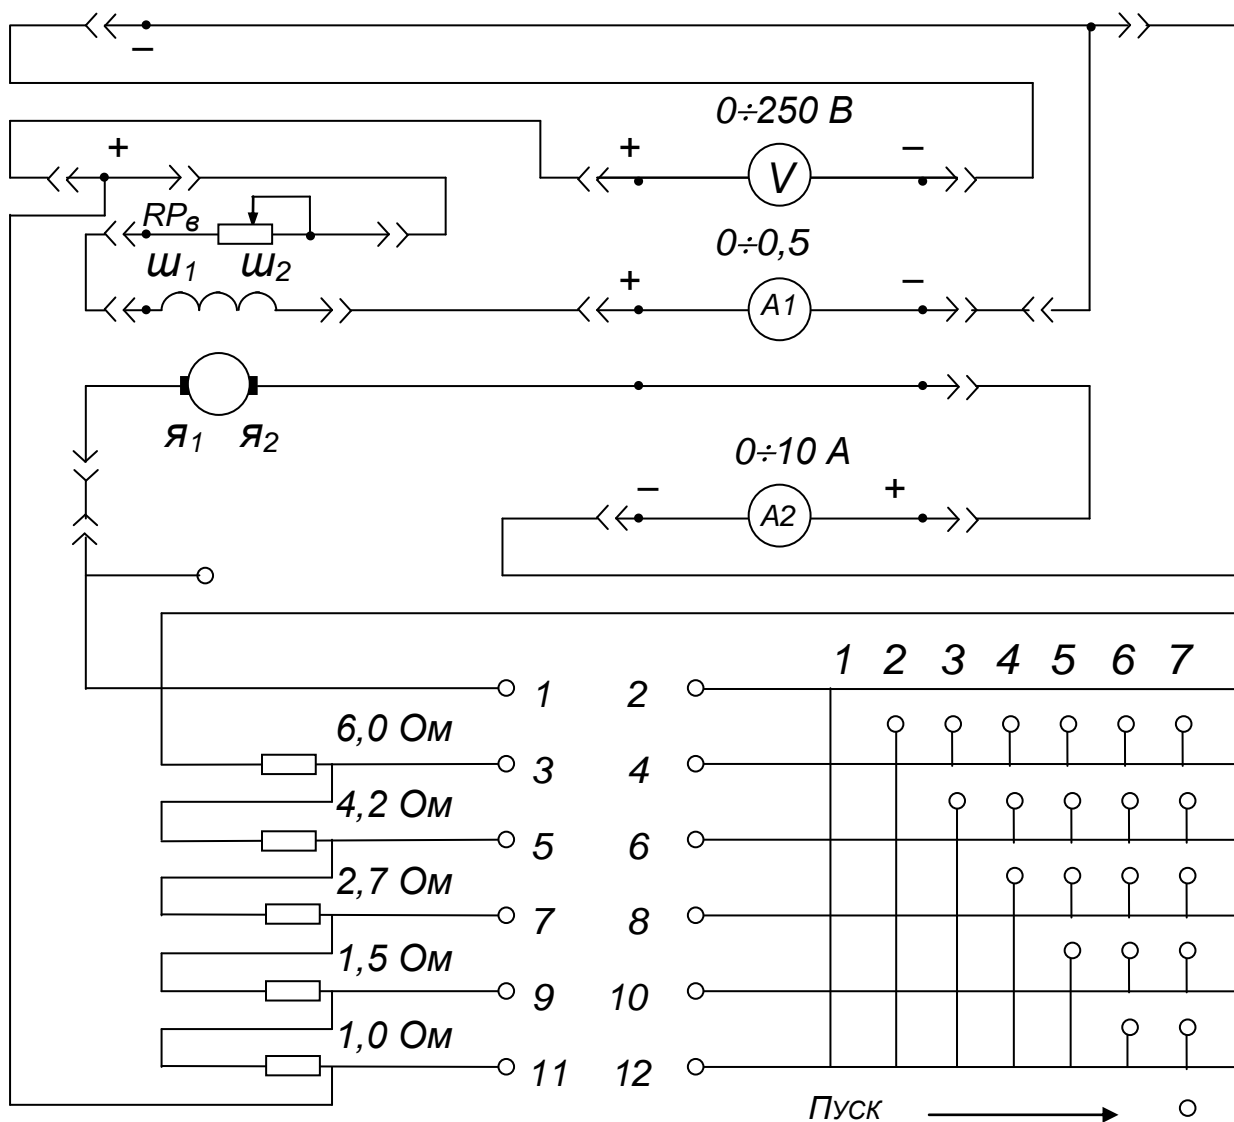 –
0÷250 В
+ + –
V
RPв
0÷0,5
Ш1 Ш2
+ –
A1
Я1 Я2
0÷10 А
– +
A2
1 2 3 4 5 6 7
1 2
6,0 Ом
3 4
4,2 Ом
5 6
2,7 Ом
7 8
1,5 Ом
9 10
1,0 Ом
11 12
Пуск